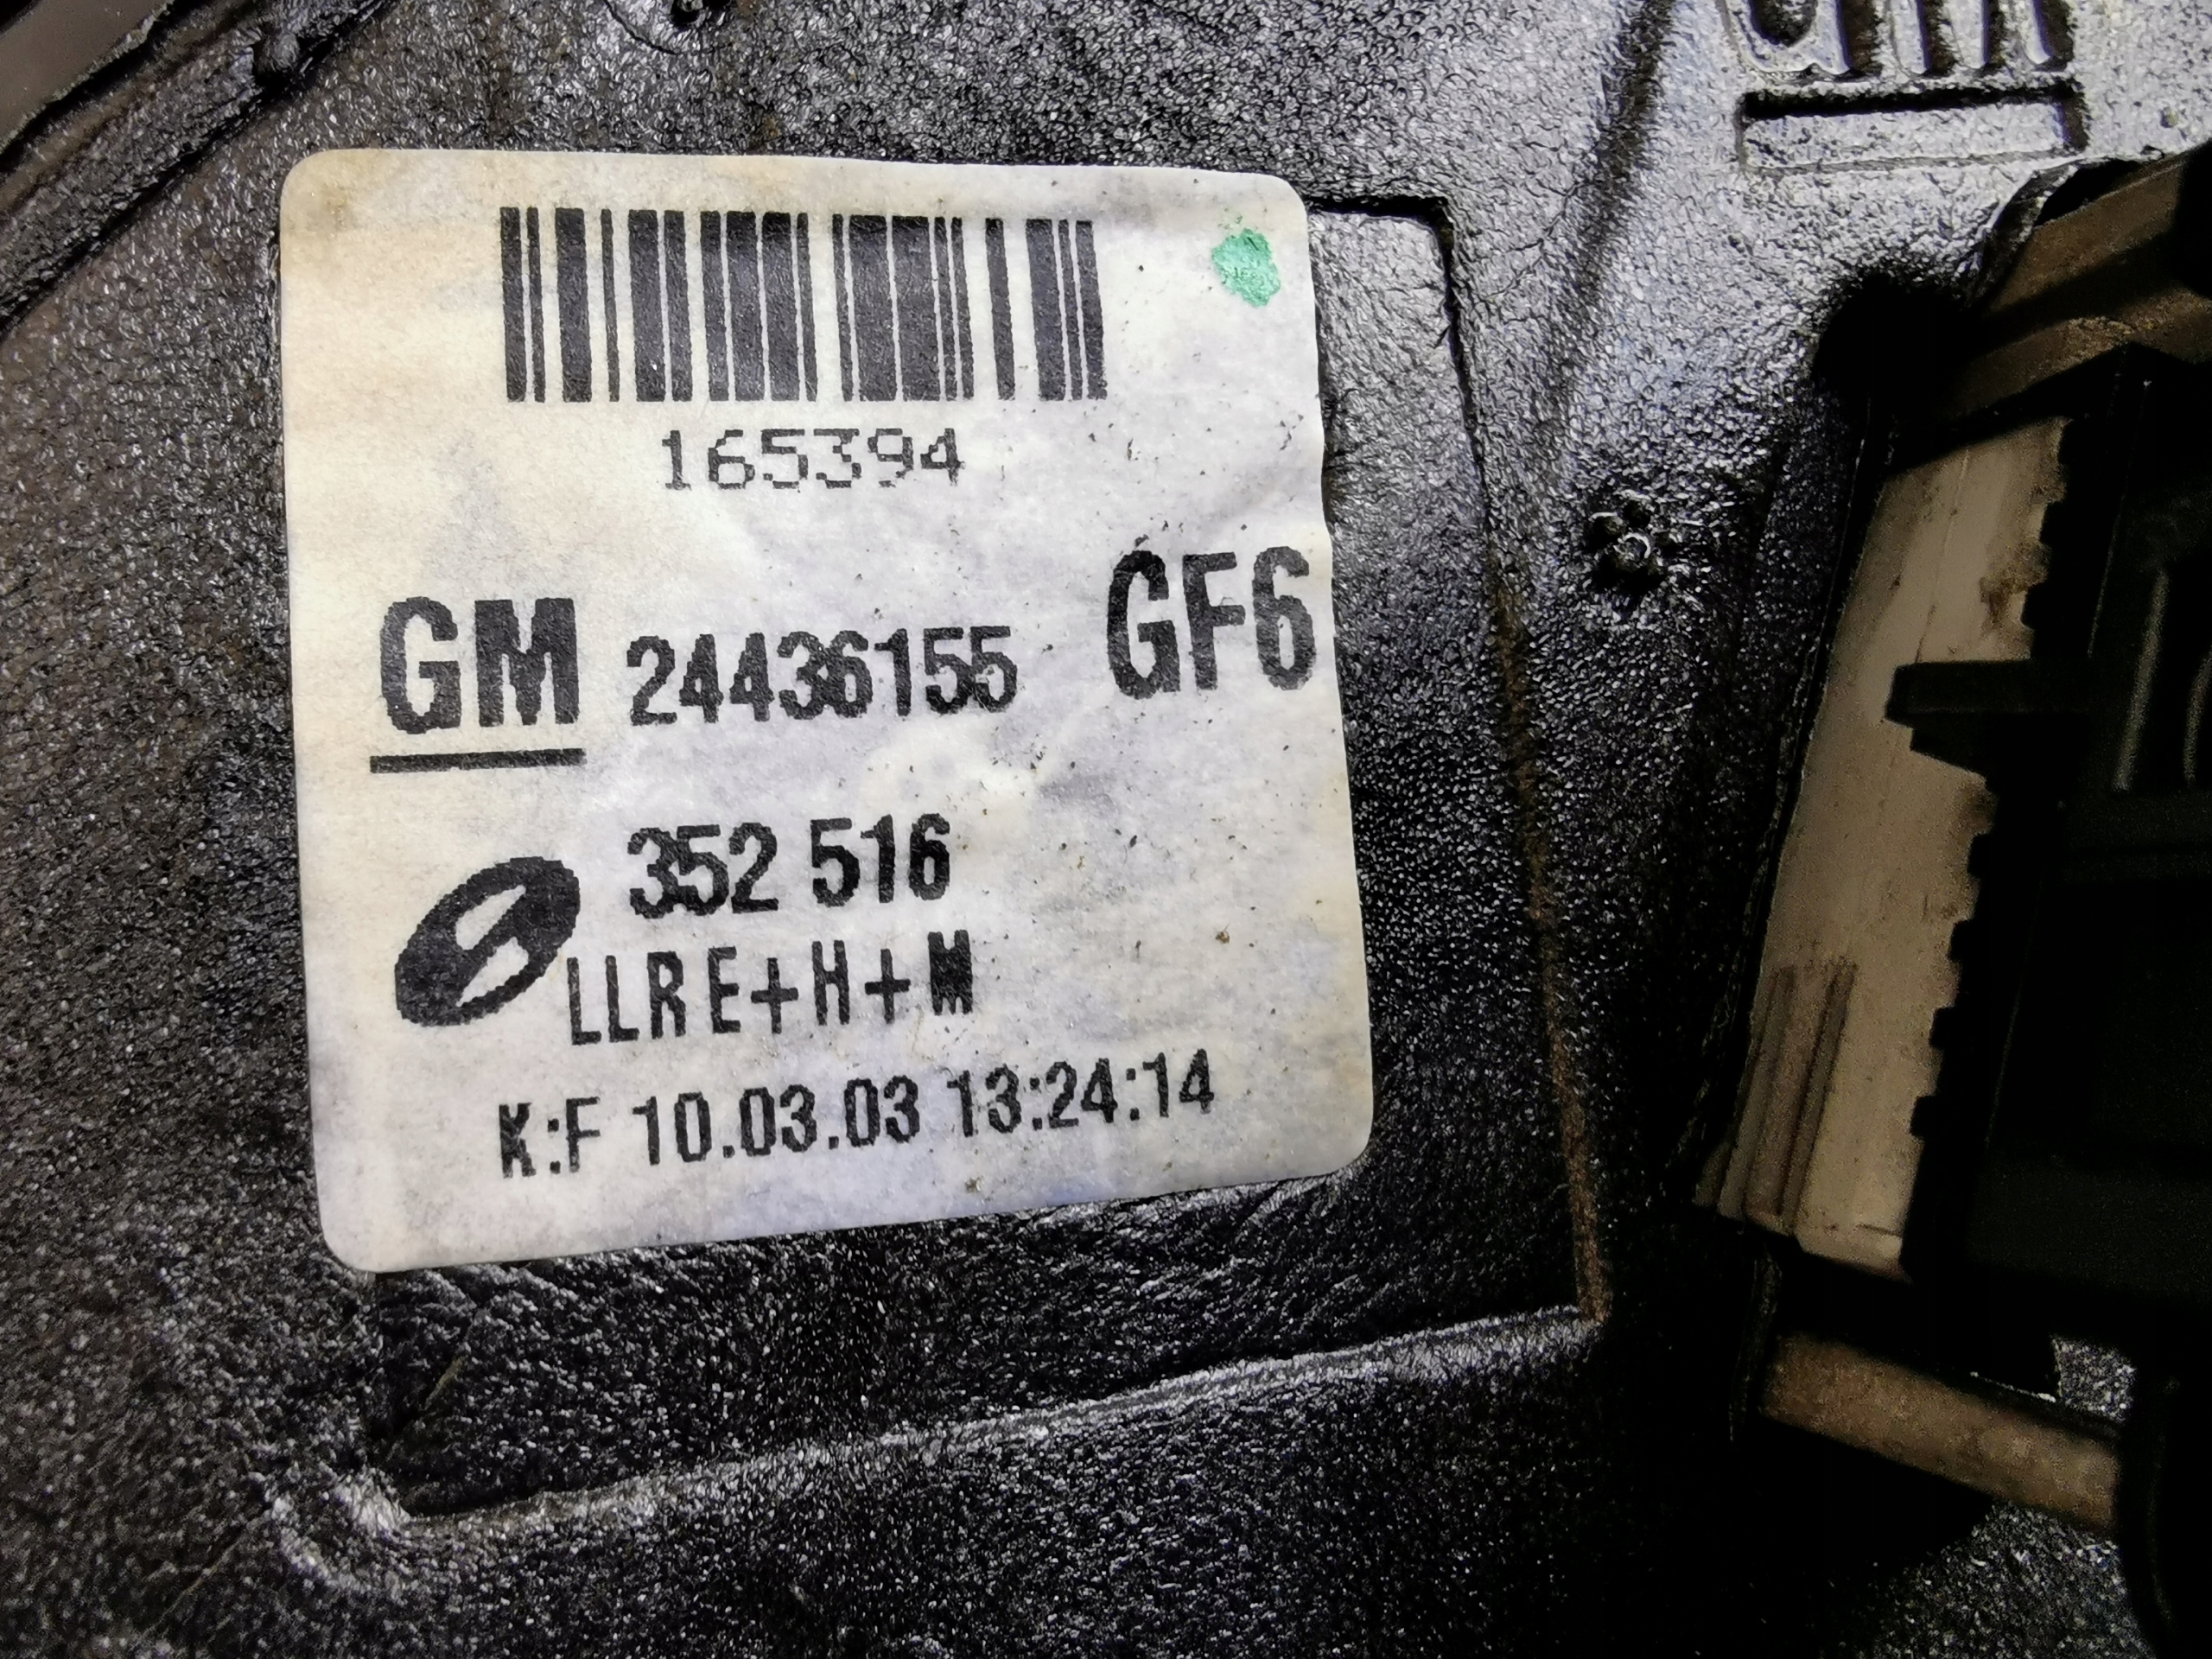 165394
GM 24436155 GF6
352 516
LLR E+H+M
K:F 10.03.03 13:24:14